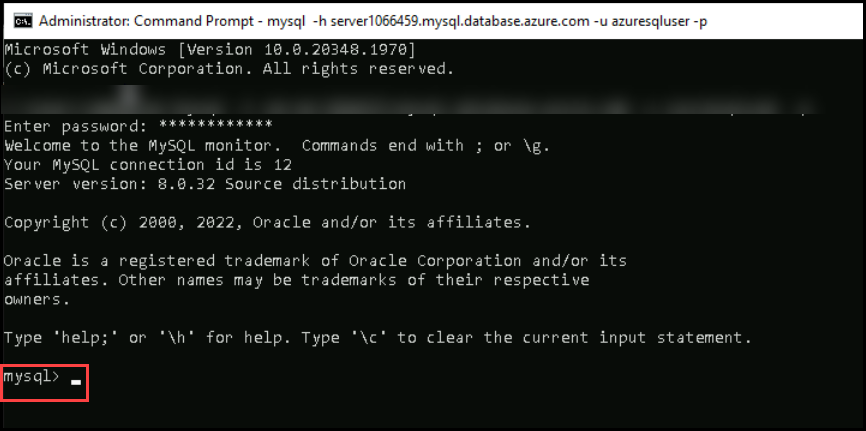 Administrator: Command Prompt - mysql -h server1066459.mysql.database.azure.com -u azuresqluser -p
Microsoft Windows [Version 10.0.20348.1970]
(c) Microsoft Corporation. All rights reserved.
Enter password: ************
Welcome to the MySQL monitor.  Commands end with ; or \g.
Your MySQL connection id is 12
Server version: 8.0.32 Source distribution
Copyright (c) 2000, 2022, Oracle and/or its affiliates.
Oracle is a registered trademark of Oracle Corporation and/or its
affiliates. Other names may be trademarks of their respective
owners.
Type 'help;' or '\h' for help. Type '\c' to clear the current input statement.
mysql> _